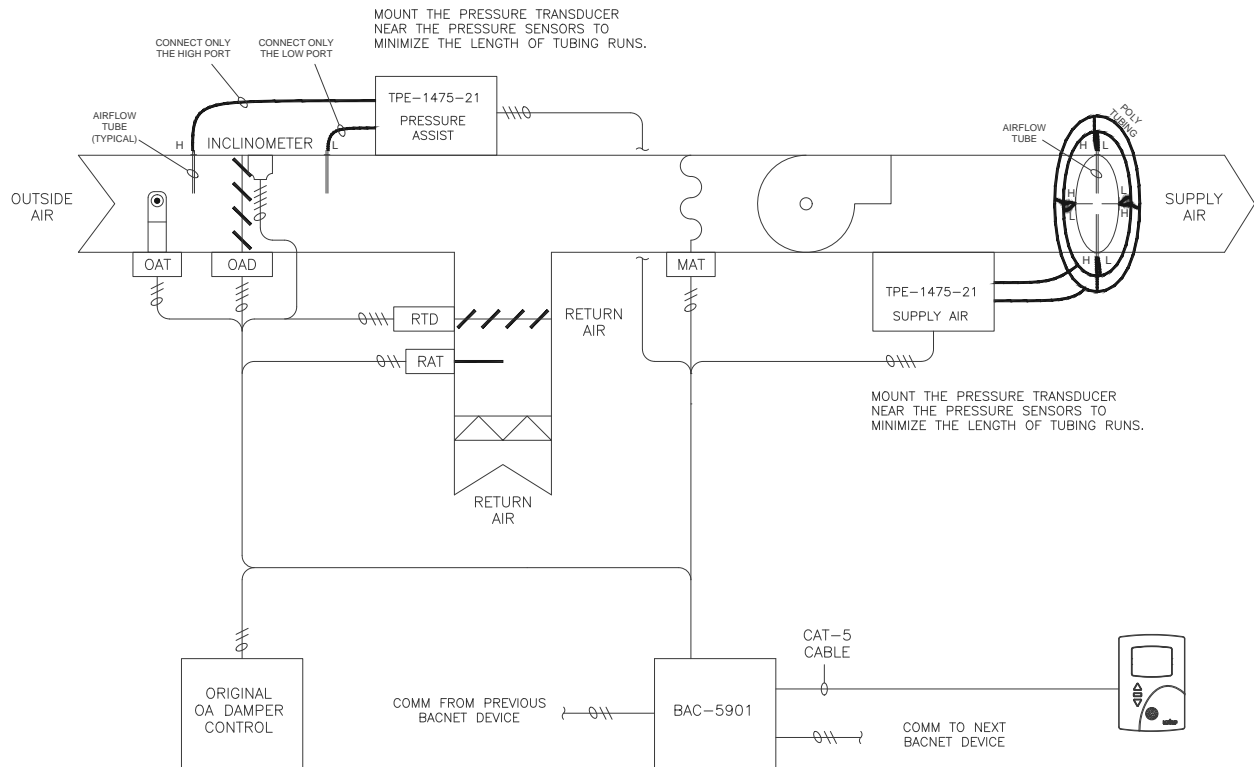 MOUNT THE PRESSURE TRANSDUCER
NEAR THE PRESSURE SENSORS TO
MINIMIZE THE LENGTH OF TUBING RUNS.
CONNECT ONLY
THE HIGH PORT
CONNECT ONLY
THE LOW PORT
TPE-1475-21
PRESSURE
ASSIST
AIRFLOW
TUBE
(TYPICAL)
H
INCLINOMETER
L
POLY
TUBING
AIRFLOW
TUBE
H
L
H
L
L
H
H
L
OUTSIDE
AIR
SUPPLY
AIR
OAT
OAD
MAT
TPE-1475-21
SUPPLY AIR
RTD
RETURN
AIR
RAT
MOUNT THE PRESSURE TRANSDUCER
NEAR THE PRESSURE SENSORS TO
MINIMIZE THE LENGTH OF TUBING RUNS.
RETURN
AIR
CAT-5
CABLE
ORIGINAL
OA DAMPER
CONTROL
COMM FROM PREVIOUS
BACNET DEVICE
BAC-5901
COMM TO NEXT
BACNET DEVICE